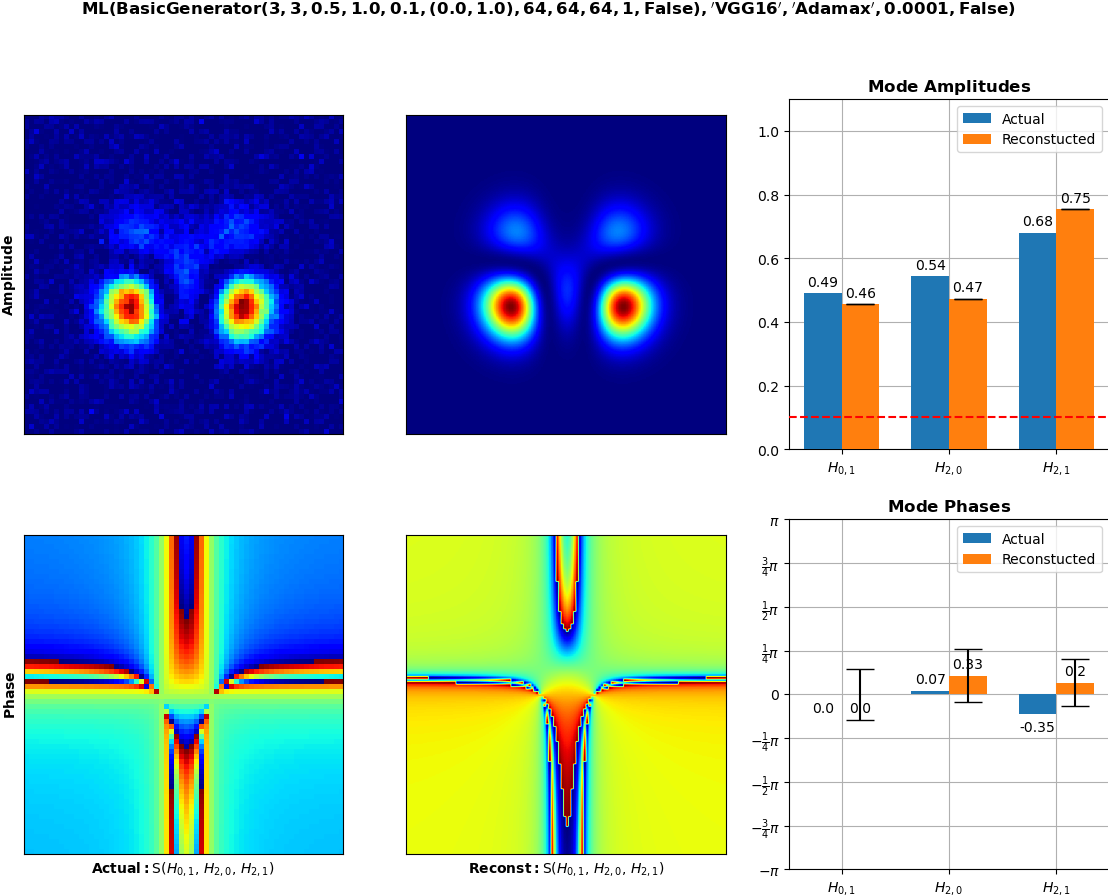 ML(BasicGenerator(3, 3, 0.5, 1.0, 0.1, (0.0, 1.0), 64, 64, 64, 1, False), ′VGG16′, ′Adamax′, 0.0001, False)
Amplitude
Mode Amplitudes
Actual
Reconstucted
1.0
0.8
0.6
0.4
0.2
0.0
0.49
0.46
0.54
0.47
0.68
0.75
H0, 1
H2, 0
H2, 1
Phase
Actual: S(H0, 1, H2, 0, H2, 1)
Reconst: S(H0, 1, H2, 0, H2, 1)
Mode Phases
Actual
Reconstucted
π
3/4π
1/2π
1/4π
0
−1/4π
−1/2π
−3/4π
−π
0.0
0.0
0.07
0.33
-0.35
0.2
H0, 1
H2, 0
H2, 1